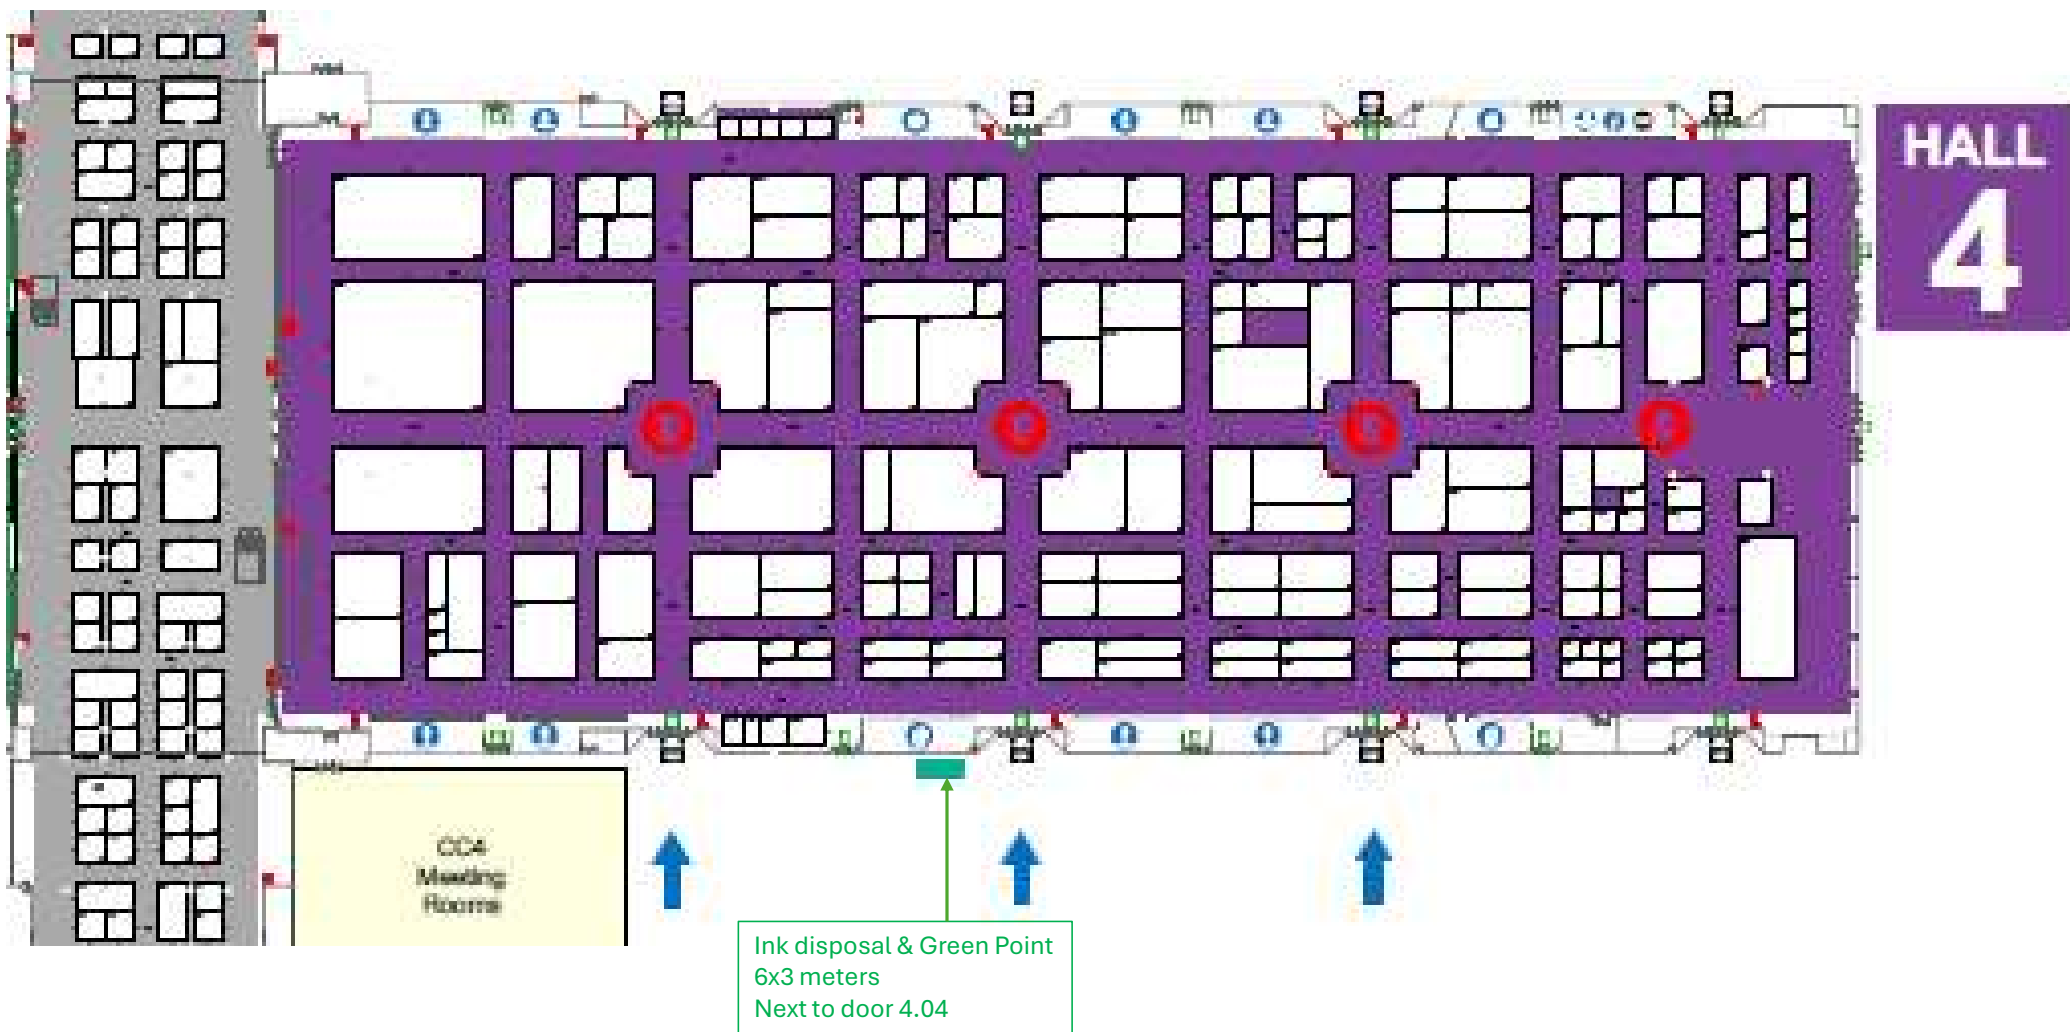 HALL
4
CC4
Meeting
Rooms
Ink disposal & Green Point
6x3 meters
Next to door 4.04